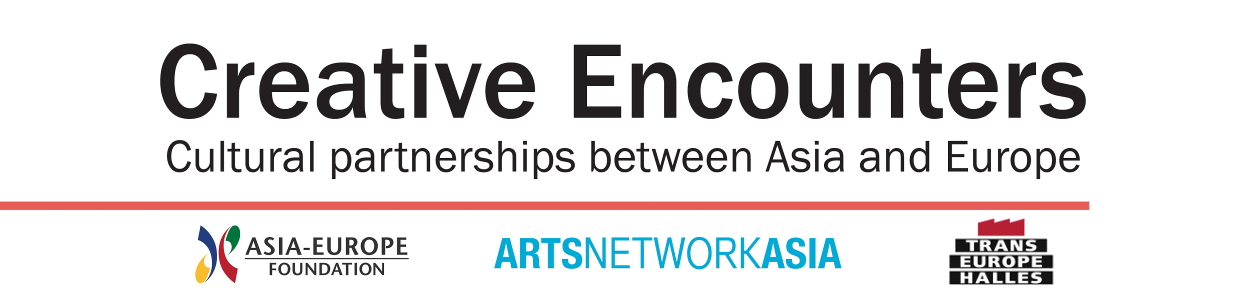 Creative Encounters
Cultural partnerships between Asia and Europe
ASIA-EUROPE
FOUNDATION
ARTSNETWORKASIA
TRANS
EUROPE
HALLES